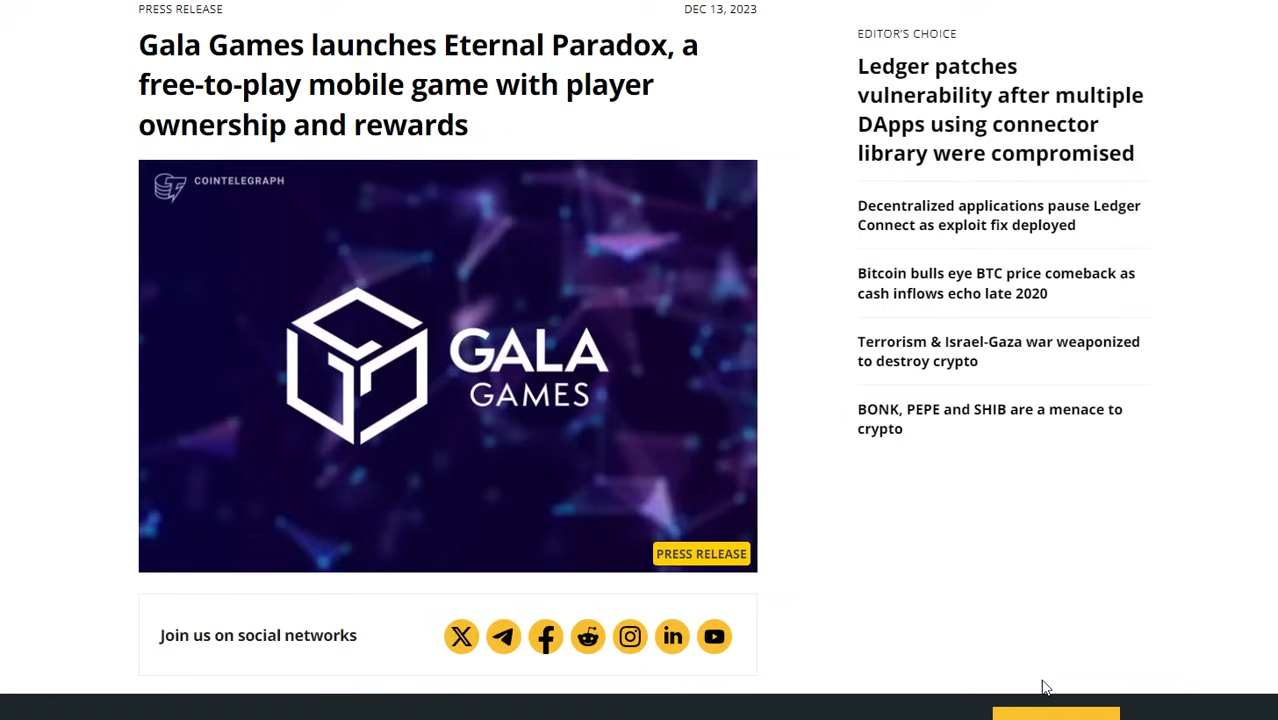 PRESS RELEASE
DEC 13, 2023
Gala Games launches Eternal Paradox, a
free-to-play mobile game with player
ownership and rewards
COINTELEGRAPH
GALA
GAMES
PRESS RELEASE
Join us on social networks
EDITOR'S CHOICE
Ledger patches
vulnerability after multiple
DApps using connector
library were compromised
Decentralized applications pause Ledger
Connect as exploit fix deployed
Bitcoin bulls eye BTC price comeback as
cash inflows echo late 2020
Terrorism & Israel-Gaza war weaponized
to destroy crypto
BONK, PEPE and SHIB are a menace to
crypto